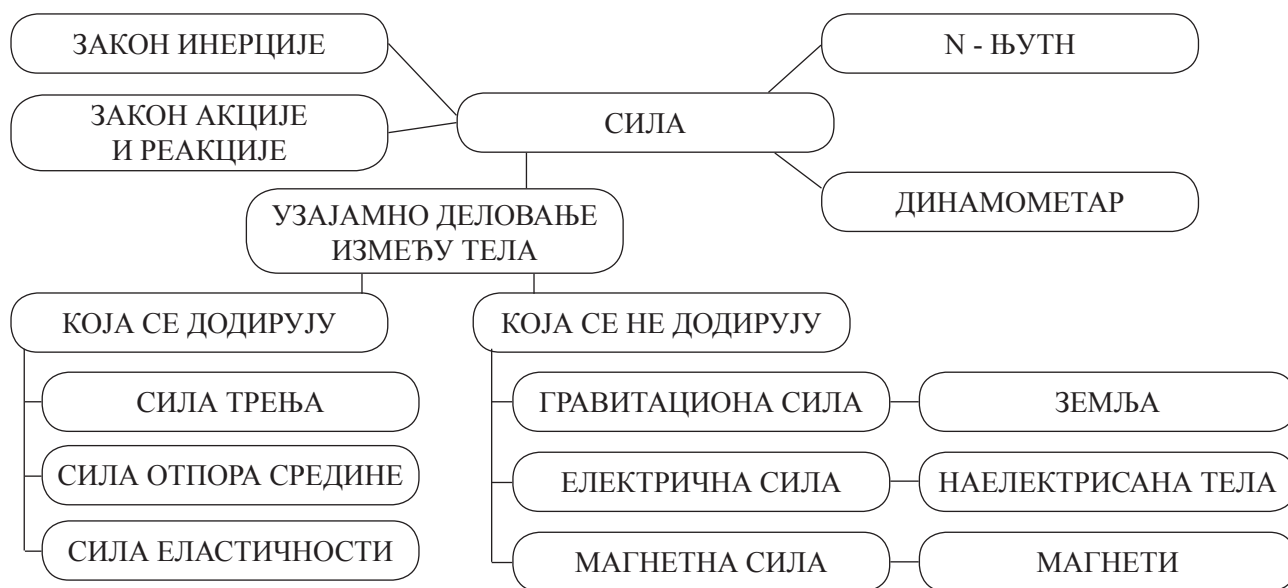 ЗАКОН ИНЕРЦИЈЕ
N - ЊУТН
ЗАКОН АКЦИЈЕ
И РЕАКЦИЈЕ
СИЛА
ДИНАМОМЕТАР
УЗАЈАМНО ДЕЛОВАЊЕ
ИЗМЕЂУ ТЕЛА
КОЈА СЕ ДОДИРУЈУ
КОЈА СЕ НЕ ДОДИРУЈУ
СИЛА ТРЕЊА
ГРАВИТАЦИОНА СИЛА
ЗЕМЉА
СИЛА ОТПОРА СРЕДИНЕ
ЕЛЕКТРИЧНА СИЛА
НАЕЛЕКТРИСАНА ТЕЛА
СИЛА ЕЛАСТИЧНОСТИ
МАГНЕТНА СИЛА
МАГНЕТИ